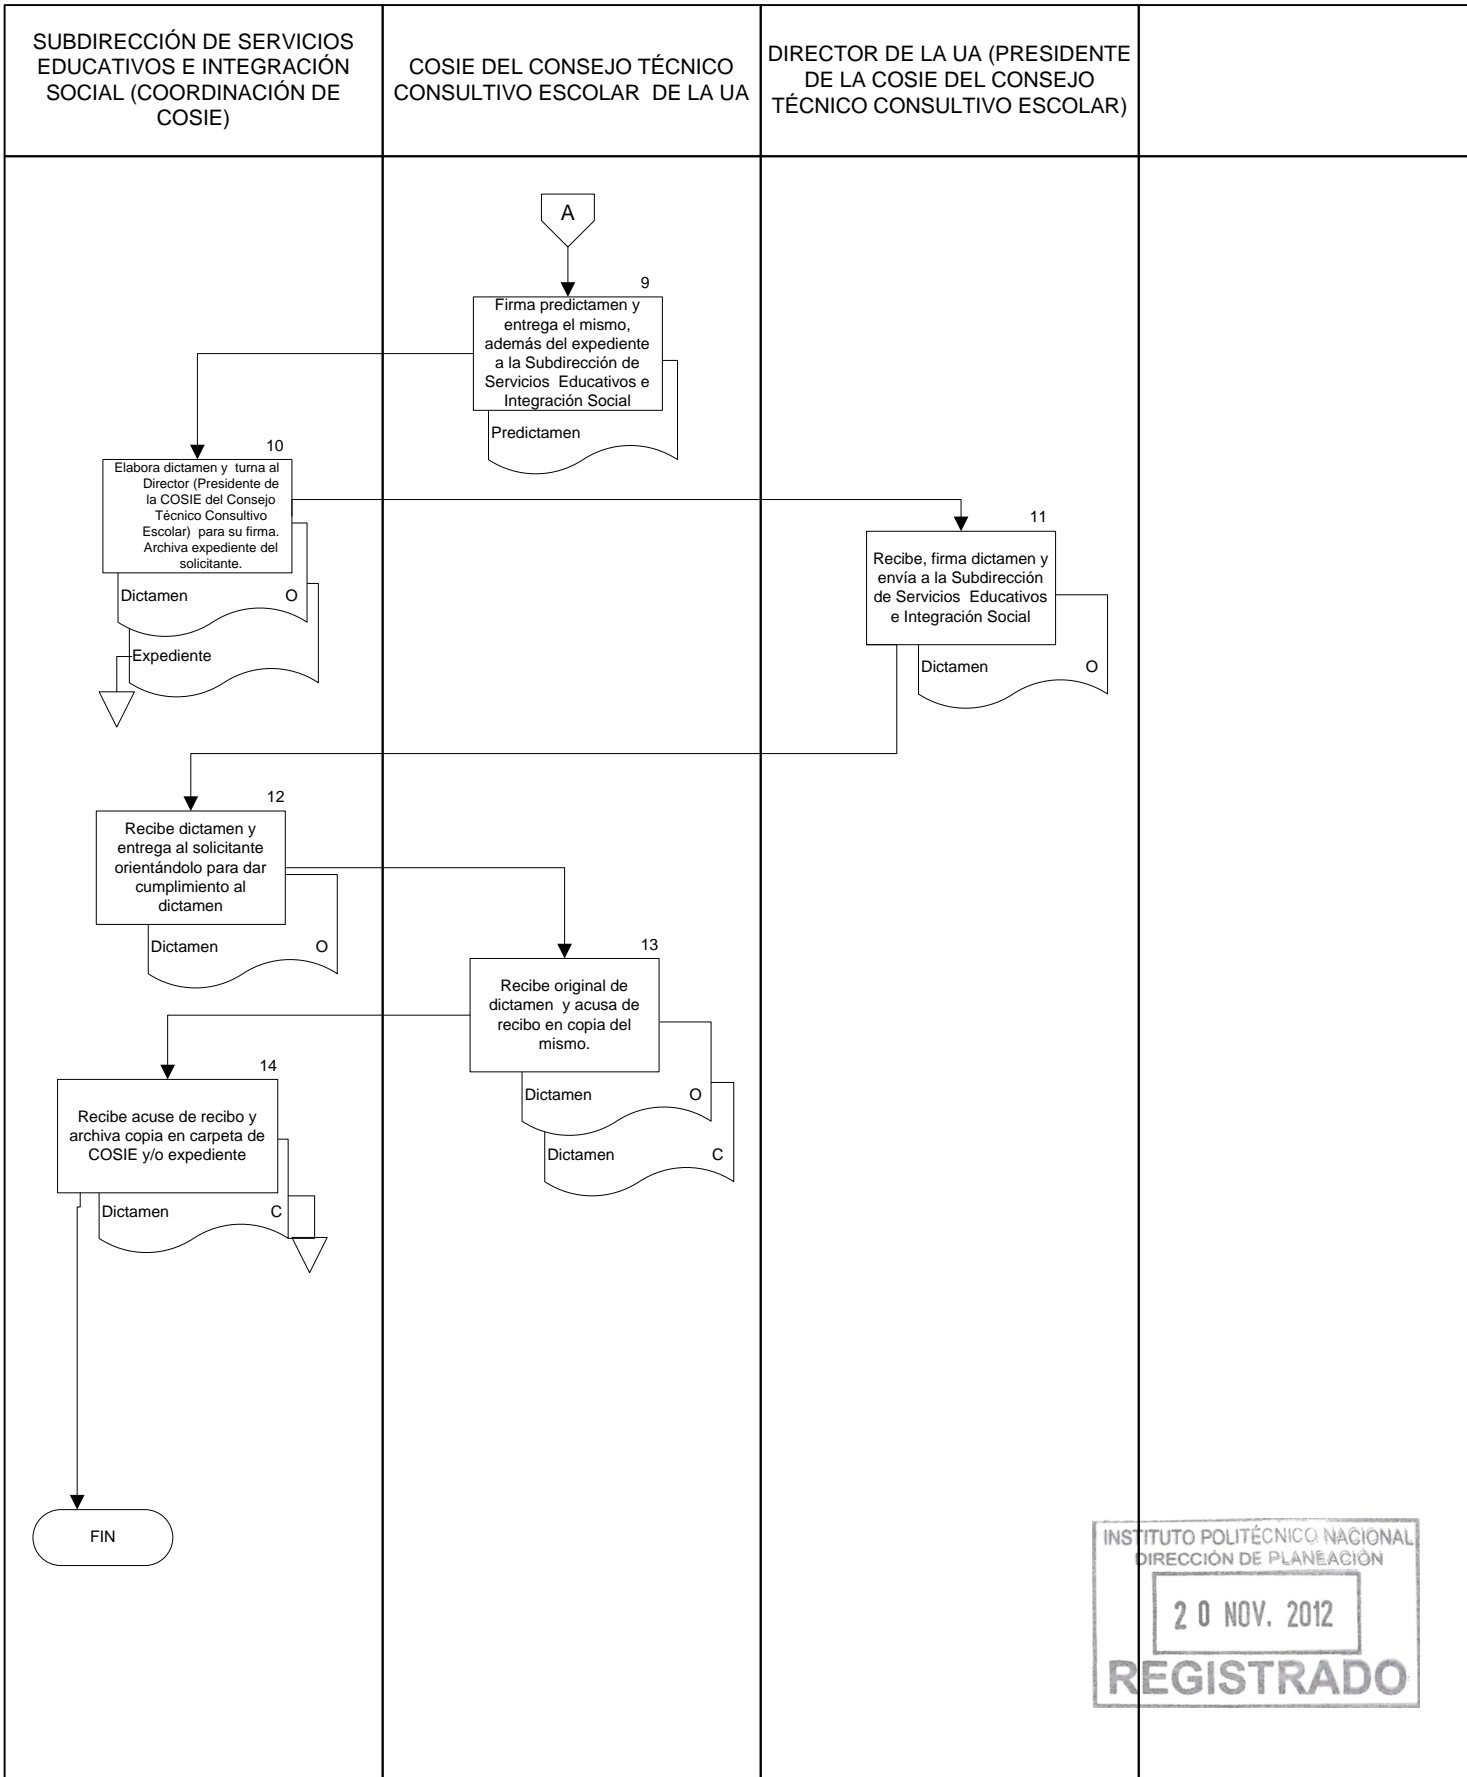 SUBDIRECCIÓN DE SERVICIOS
EDUCATIVOS E INTEGRACIÓN
SOCIAL (COORDINACIÓN DE
COSIE)
COSIE DEL CONSEJO TÉCNICO
CONSULTIVO ESCOLAR DE LA UA
DIRECTOR DE LA UA (PRESIDENTE
DE LA COSIE DEL CONSEJO
TÉCNICO CONSULTIVO ESCOLAR)
A
9
Firma predictamen y
entrega el mismo,
además del expediente
a la Subdirección de
Servicios Educativos e
Integración Social
Predictamen
10
Elabora dictamen y turna al
Director (Presidente de
la COSIE del Consejo
Técnico Consultivo
Escolar) para su firma.
Archiva expediente del
solicitante.
Dictamen O
Expediente
11
Recibe, firma dictamen y
envía a la Subdirección
de Servicios Educativos
e Integración Social
Dictamen O
12
Recibe dictamen y
entrega al solicitante
orientándolo para dar
cumplimiento al
dictamen
Dictamen O
13
Recibe original de
dictamen y acusa de
recibo en copia del
mismo.
Dictamen O
Dictamen C
14
Recibe acuse de recibo y
archiva copia en carpeta de
COSIE y/o expediente
Dictamen C
FIN
INSTITUTO POLITÉCNICO NACIONAL
DIRECCIÓN DE PLANEACIÓN
20 NOV. 2012
REGISTRADO